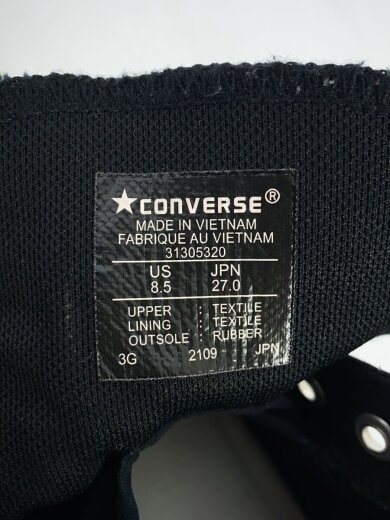 ★CONVERSE®
MADE IN VIETNAM
FABRIQUE AU VIETNAM
31305320
US JPN
8.5 27.0
UPPER : TEXTILE
LINING : TEXTILE
OUTSOLE : RUBBER
3G 2109 JPN